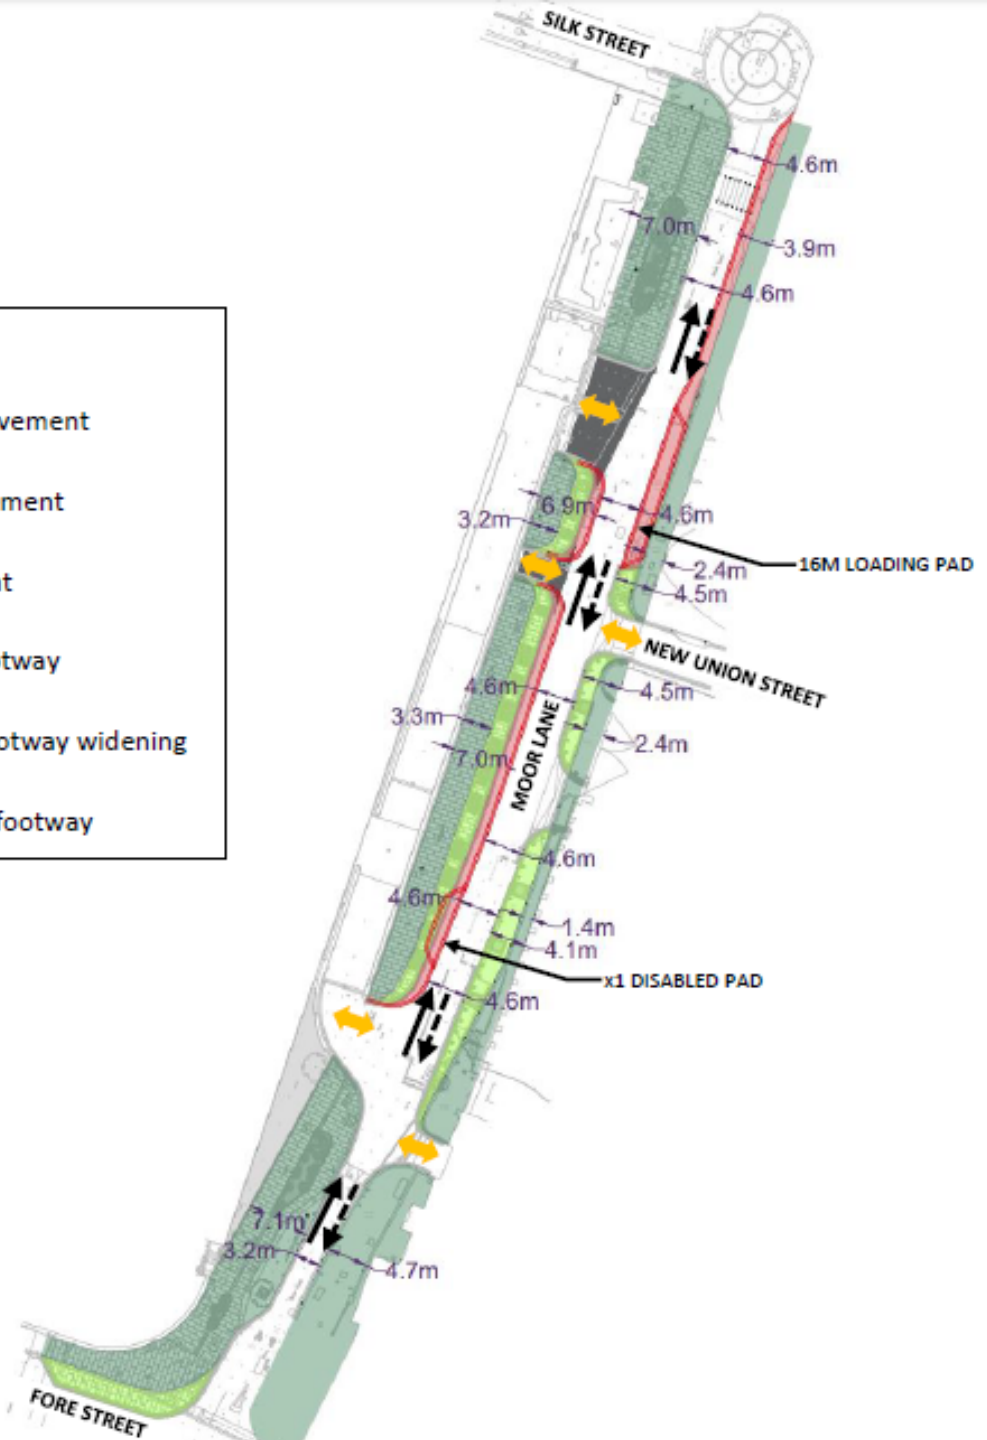 SILK STREET
4.6m
7.0m
3.9m
4.6m
vement
ment
6.9m
3.2m
4.6m
16M LOADING PAD
2.4m
4.5m
nt
NEW UNION STREET
tway
4.6m
4.5m
3.3m
2.4m
otway widening
7.0m
MOOR LANE
footway
4.6m
4.6m
1.4m
4.1m
x1 DISABLED PAD
4.6m
7.1m
3.2m
4.7m
FORE STREET